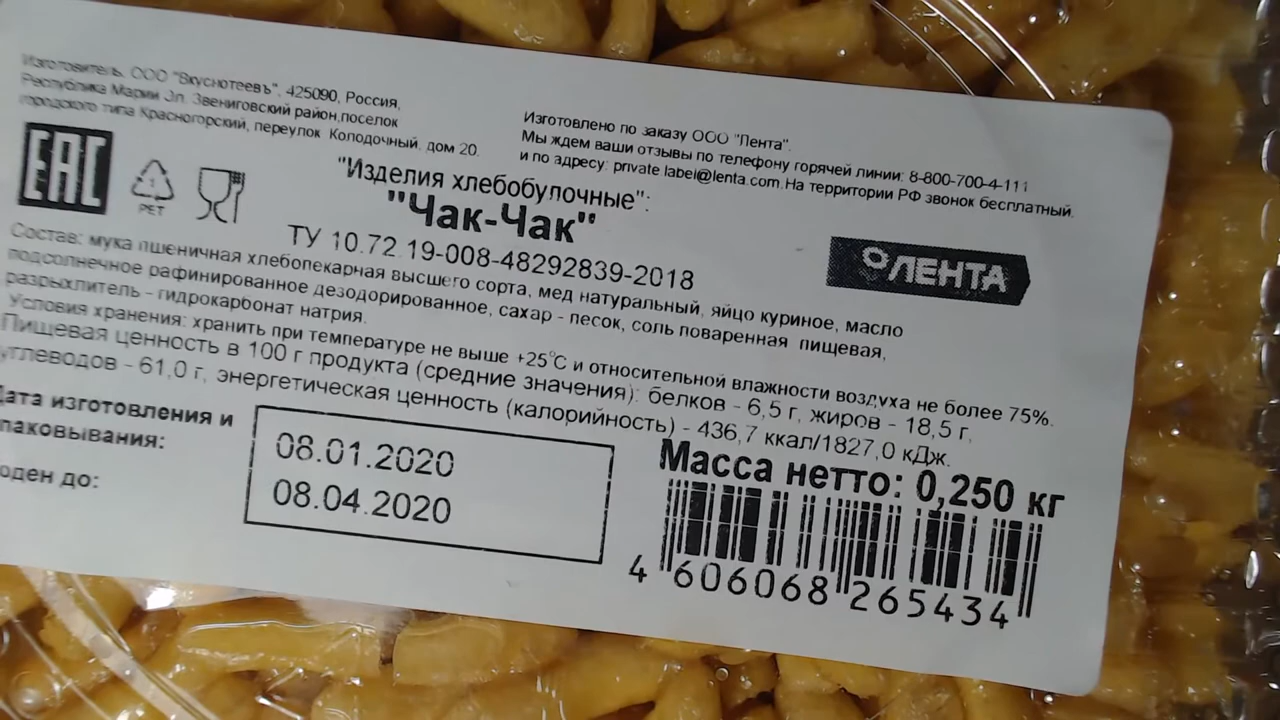 Изготовитель: ООО "Вкуснотеевъ", 425090, Россия,
Республика Марий Эл. Звениговский район,поселок
городского типа Красногорский, переулок Колодочный. дом 20.
Изготовлено по заказу ООО "Лента".
Мы ждем ваши отзывы по телефону горячей линии: 8-800-700-4-111
и по адресу: private.label@lenta.com.На территории РФ звонок бесплатный.
EAC
1
PET
"Изделия хлебобулочные":
"Чак-Чак"
ТУ 10.72.19-008-48292839-2018
ЛЕНТА
Состав: мука пшеничная хлебопекарная высшего сорта, мед натуральный, яйцо куриное, масло
подсолнечное рафинированное дезодорированное, сахар - песок, соль поваренная пищевая,
разрыхлитель - гидрокарбонат натрия.
Условия хранения: хранить при температуре не выше +25°С и относительной влажности воздуха не более 75%.
Пищевая ценность в 100 г продукта (средние значения): белков - 6,5 г, жиров - 18,5 г,
углеводов - 61,0 г, энергетическая ценность (калорийность) - 436,7 ккал/1827,0 кДж.
Дата изготовления и
паковывания:
оден до:
08.01.2020
08.04.2020
Масса нетто: 0,250 кг
4 606068 265434